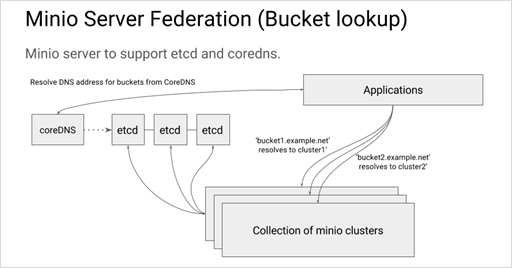 Minio Server Federation (Bucket lookup)
Minio server to support etcd and coredns.
Resolve DNS address for buckets from CoreDNS
Applications
coreDNS
etcd
etcd
etcd
'bucket1.example.net'
resolves to cluster1'
'bucket2.example.net'
resolves to cluster2'
Collection of minio clusters